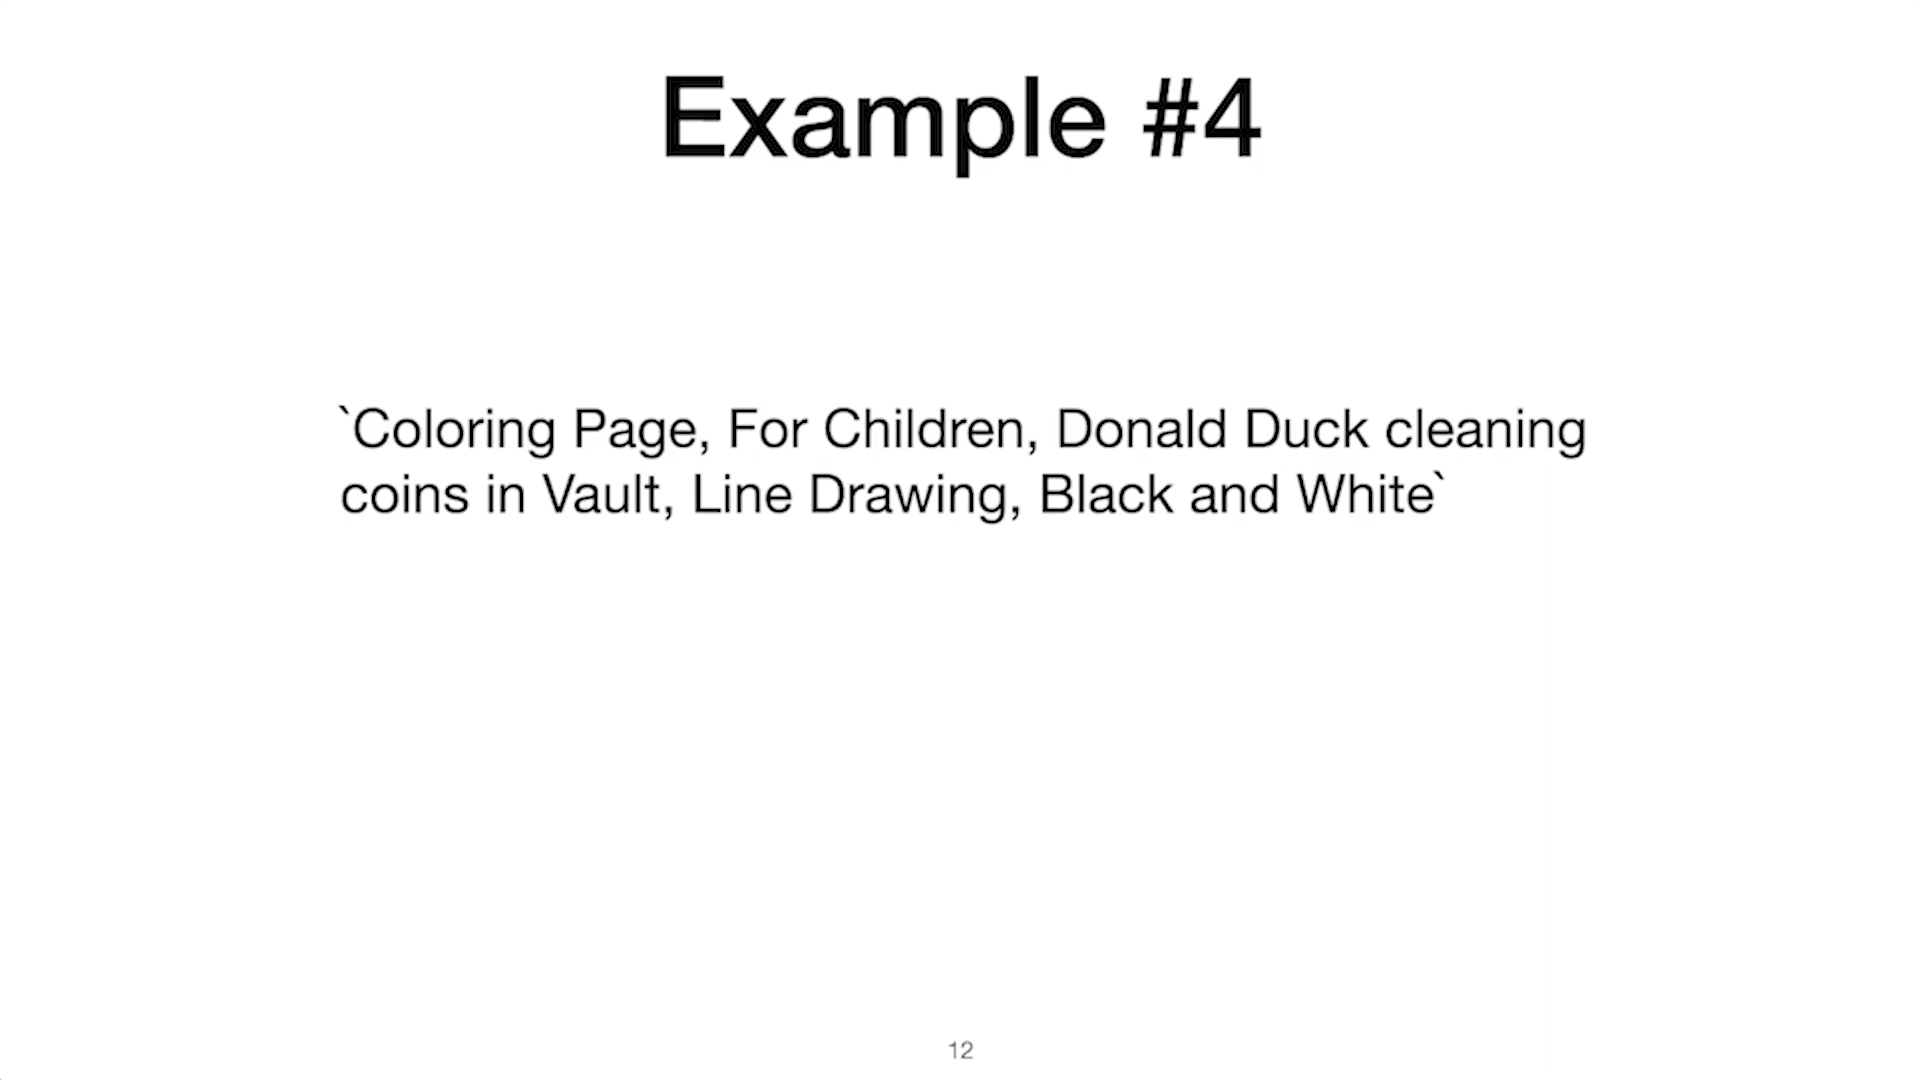 Example #4
`Coloring Page, For Children, Donald Duck cleaning
coins in Vault, Line Drawing, Black and White`
12